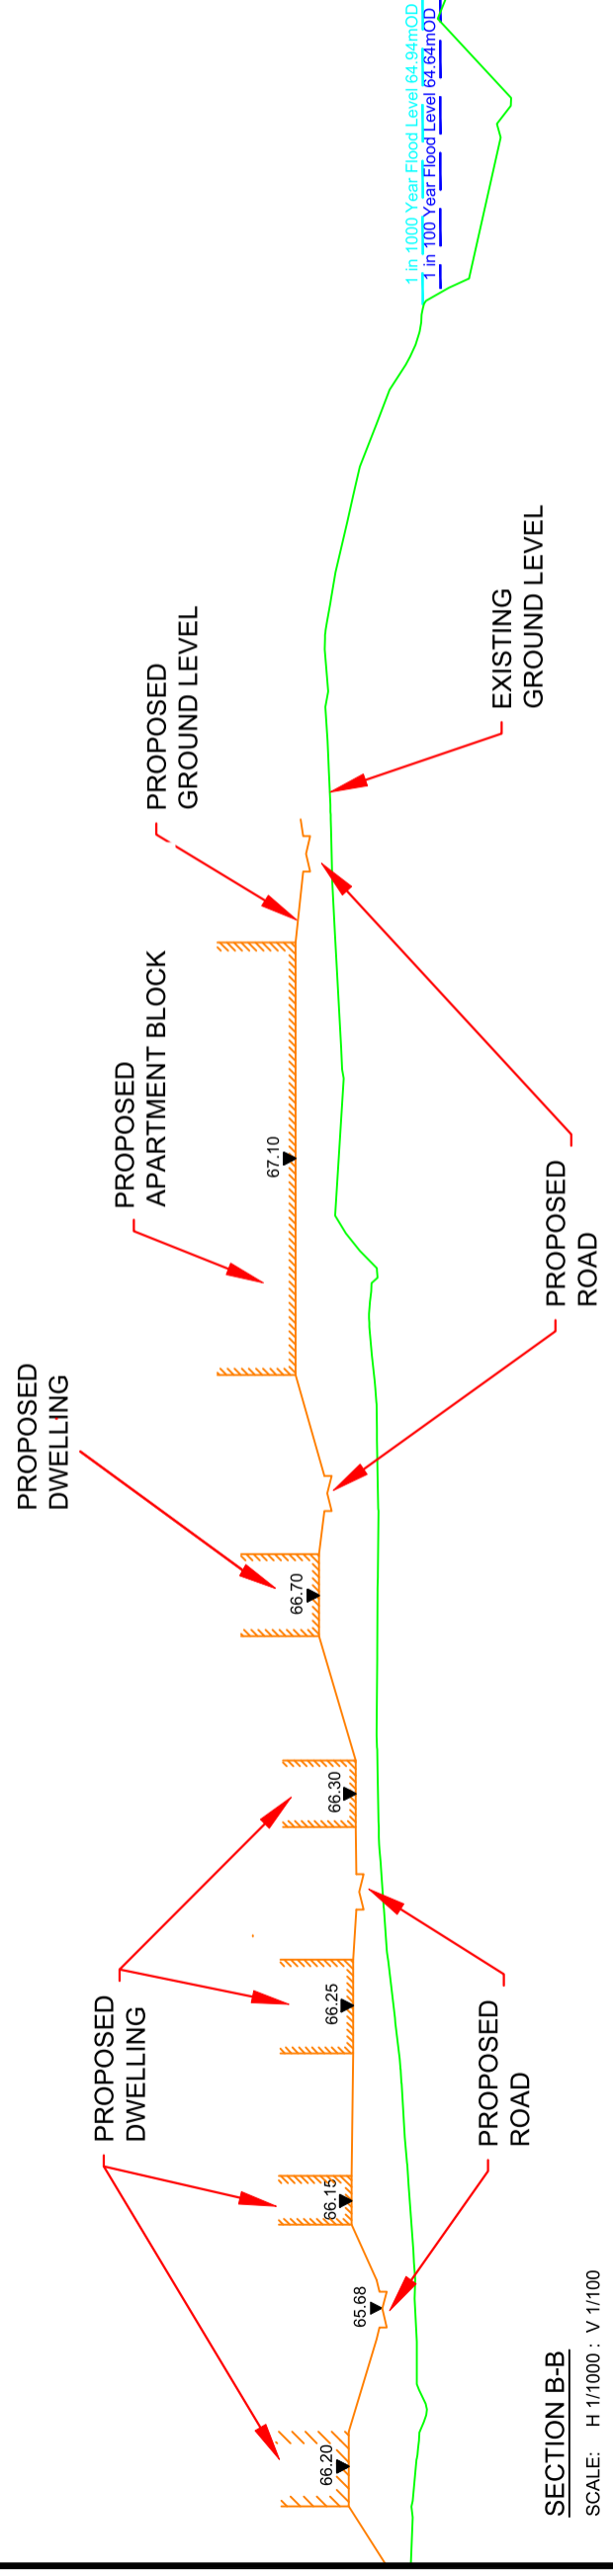 1 in 1000 Year Flood Level 64.94mOD
1 in 100 Year Flood Level 64.64mOD
PROPOSED
DWELLING
PROPOSED
APARTMENT BLOCK
PROPOSED
GROUND LEVEL
PROPOSED
DWELLING
66.20
65.68
66.15
66.25
66.30
66.70
67.10
EXISTING
GROUND LEVEL
PROPOSED
ROAD
PROPOSED
ROAD
SECTION B-B
SCALE: H 1/1000 : V 1/100